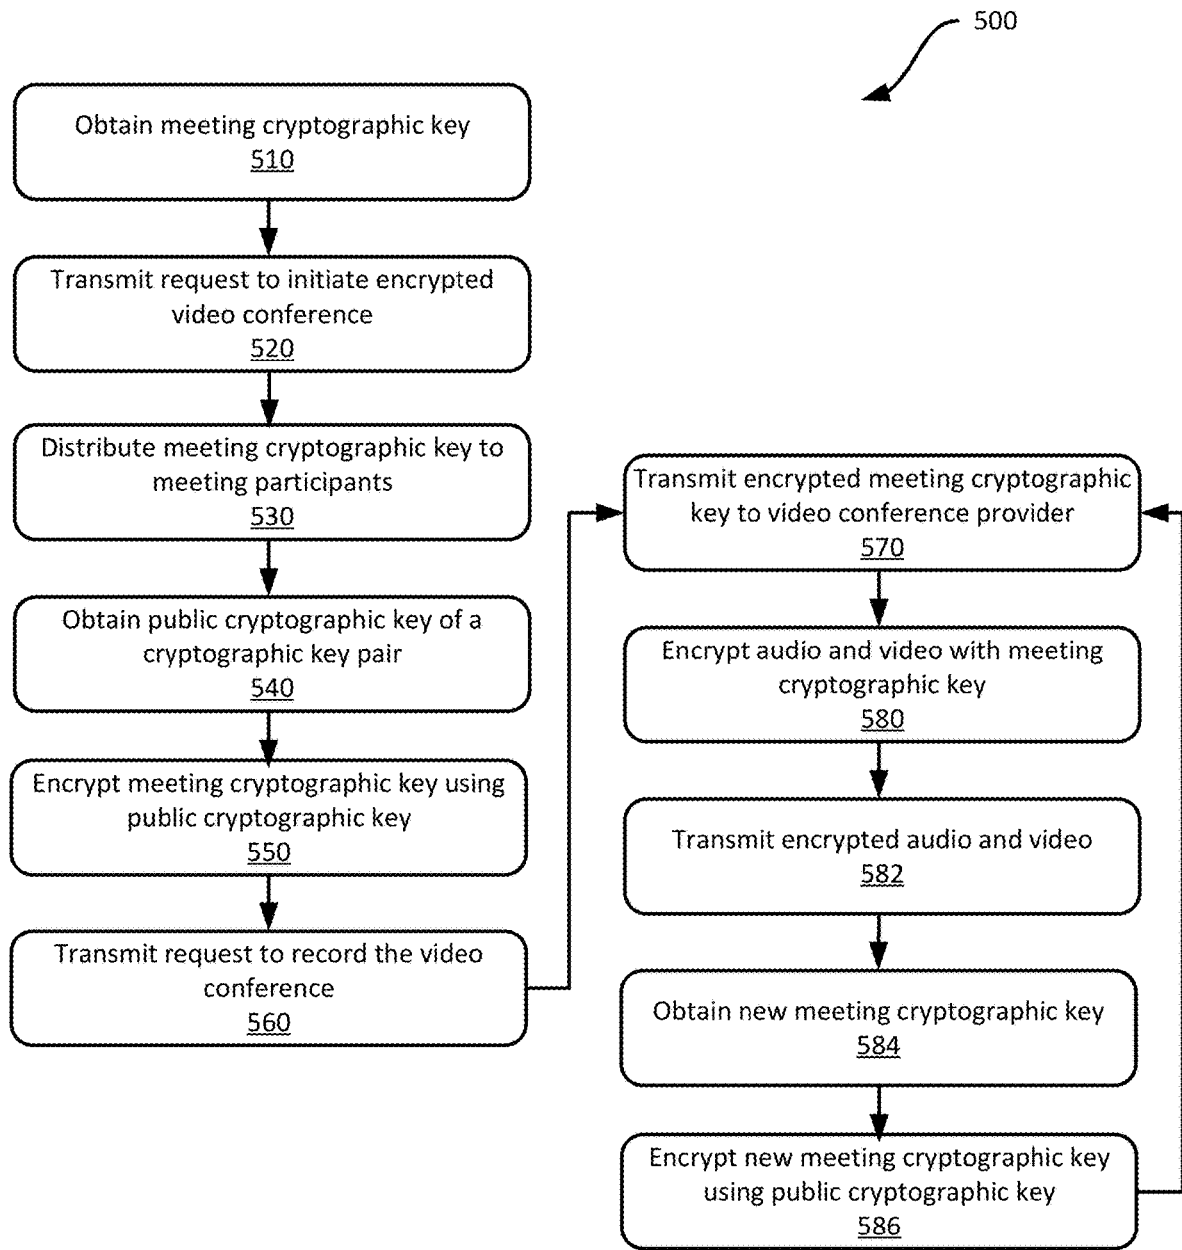 500
Obtain meeting cryptographic key
510
Transmit request to initiate encrypted
video conference
520
Distribute meeting cryptographic key to
meeting participants
530
Obtain public cryptographic key of a
cryptographic key pair
540
Encrypt meeting cryptographic key using
public cryptographic key
550
Transmit request to record the video
conference
560
Transmit encrypted meeting cryptographic
key to video conference provider
570
Encrypt audio and video with meeting
cryptographic key
580
Transmit encrypted audio and video
582
Obtain new meeting cryptographic key
584
Encrypt new meeting cryptographic key
using public cryptographic key
586